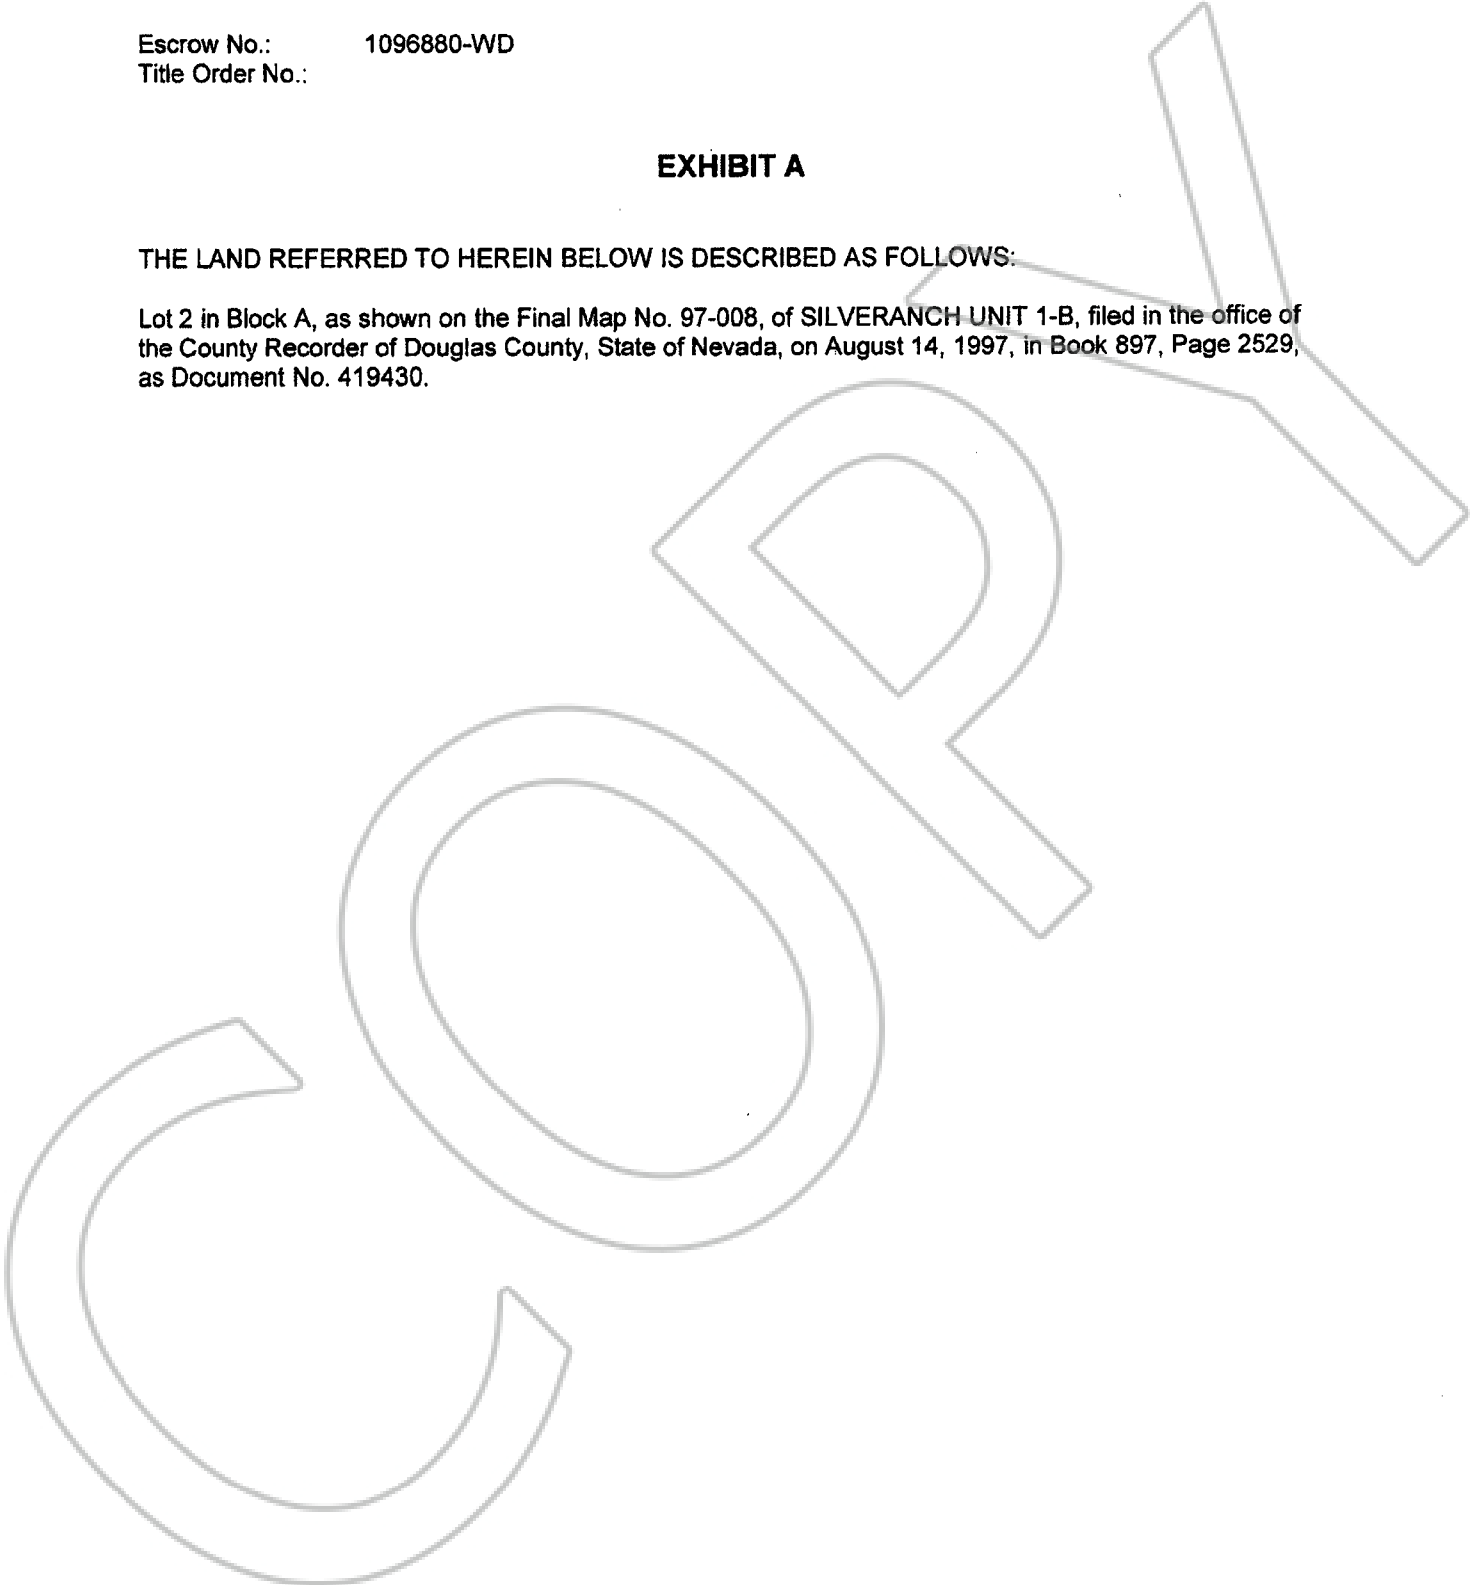 Escrow No.: 1096880-WD
Title Order No.:
EXHIBIT A
THE LAND REFERRED TO HEREIN BELOW IS DESCRIBED AS FOLLOWS:
Lot 2 in Block A, as shown on the Final Map No. 97-008, of SILVERANCH UNIT 1-B, filed in the office of
the County Recorder of Douglas County, State of Nevada, on August 14, 1997, in Book 897, Page 2529,
as Document No. 419430.
COPY